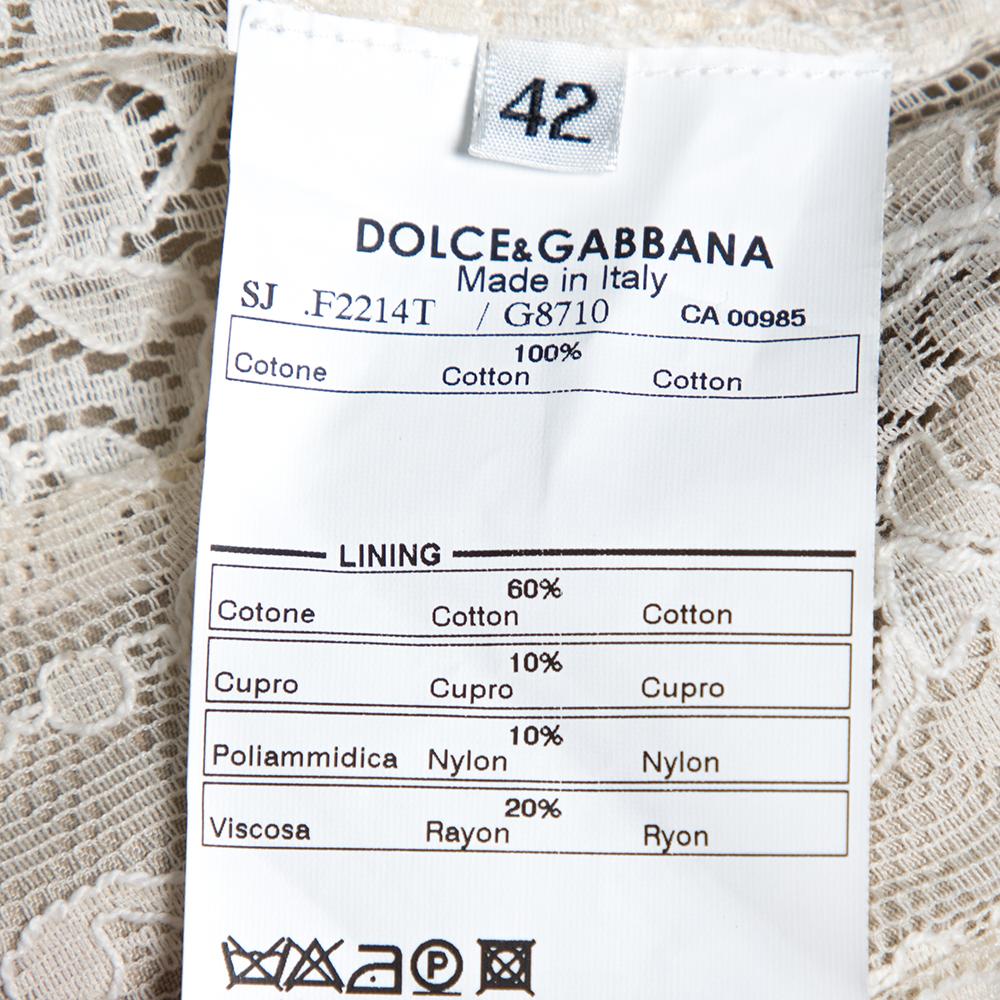 42
DOLCE&GABBANA
Made in Italy
SJ .F2214T / G8710 CA 00985
100%
Cotone Cotton Cotton
LINING
60%
Cotone Cotton Cotton
10%
Cupro Cupro Cupro
10%
Poliammidica Nylon Nylon
20%
Viscosa Rayon Ryon
P